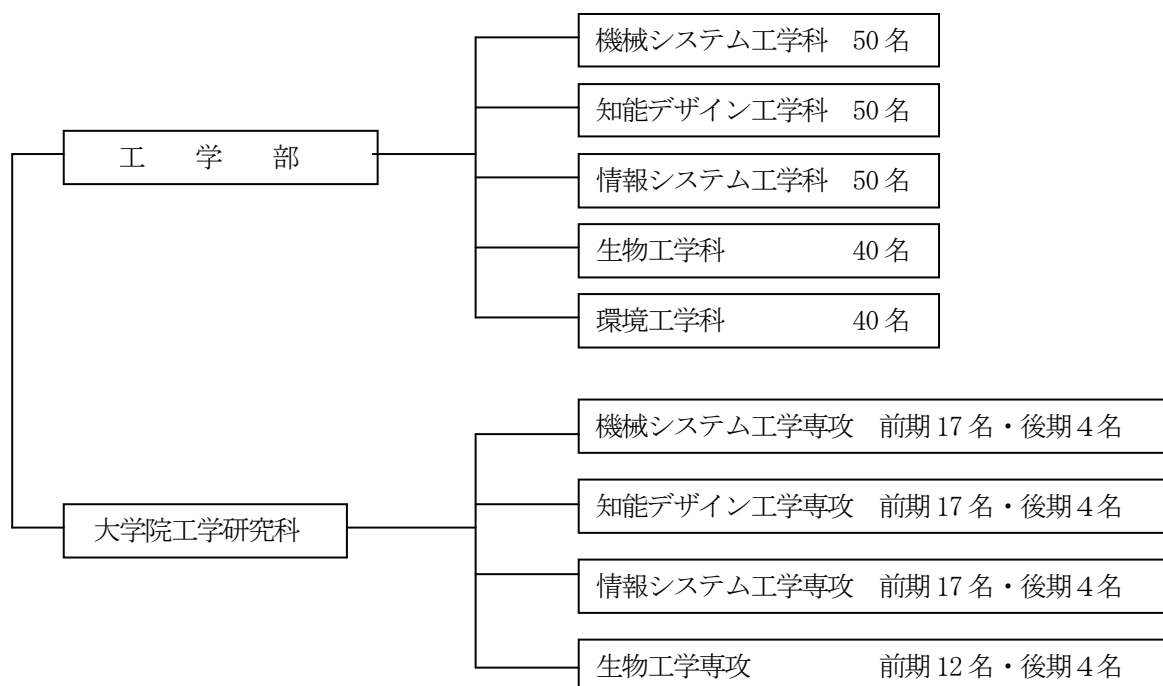 機械システム工学科 50名
知能デザイン工学科 50名
工学部
情報システム工学科 50名
生物工学科 40名
環境工学科 40名
機械システム工学専攻 前期17名・後期4名
知能デザイン工学専攻 前期17名・後期4名
大学院工学研究科
情報システム工学専攻 前期17名・後期4名
生物工学専攻 前期12名・後期4名